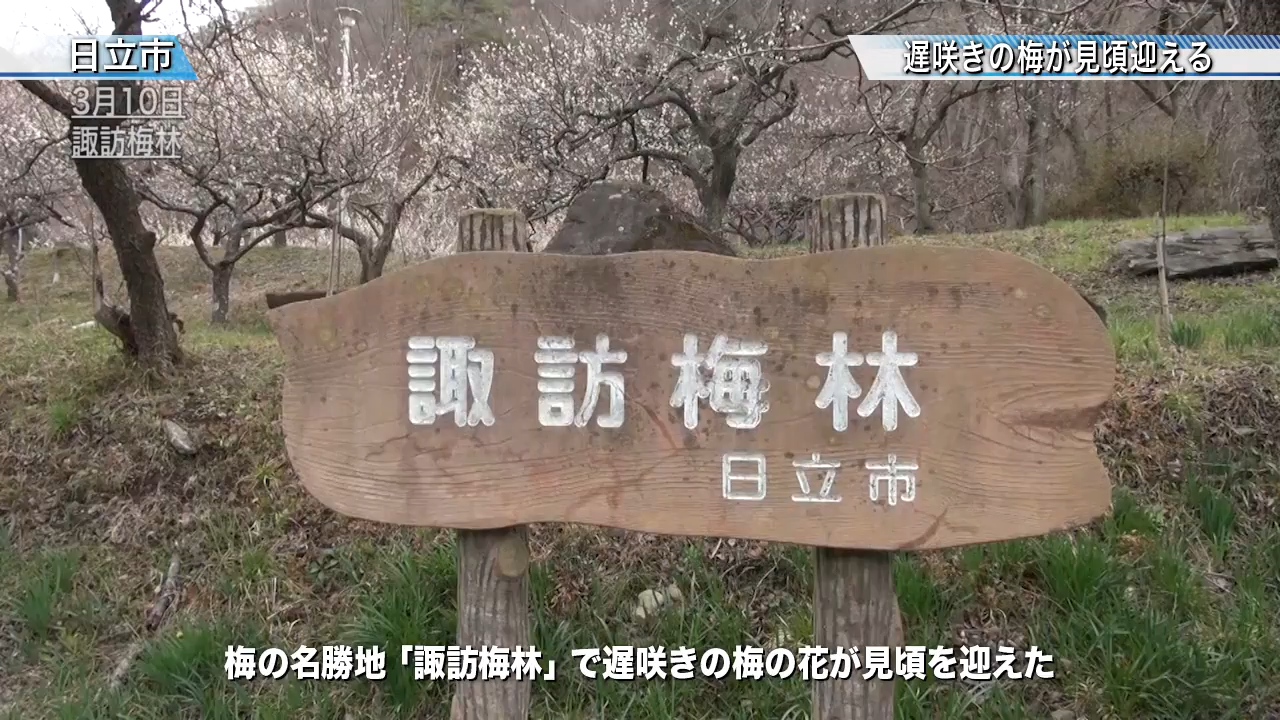 日立市
遅咲きの梅が見頃迎える
3月10日
諏訪梅林
諏訪梅林
日立市
梅の名勝地「諏訪梅林」で遅咲きの梅の花が見頃を迎えた